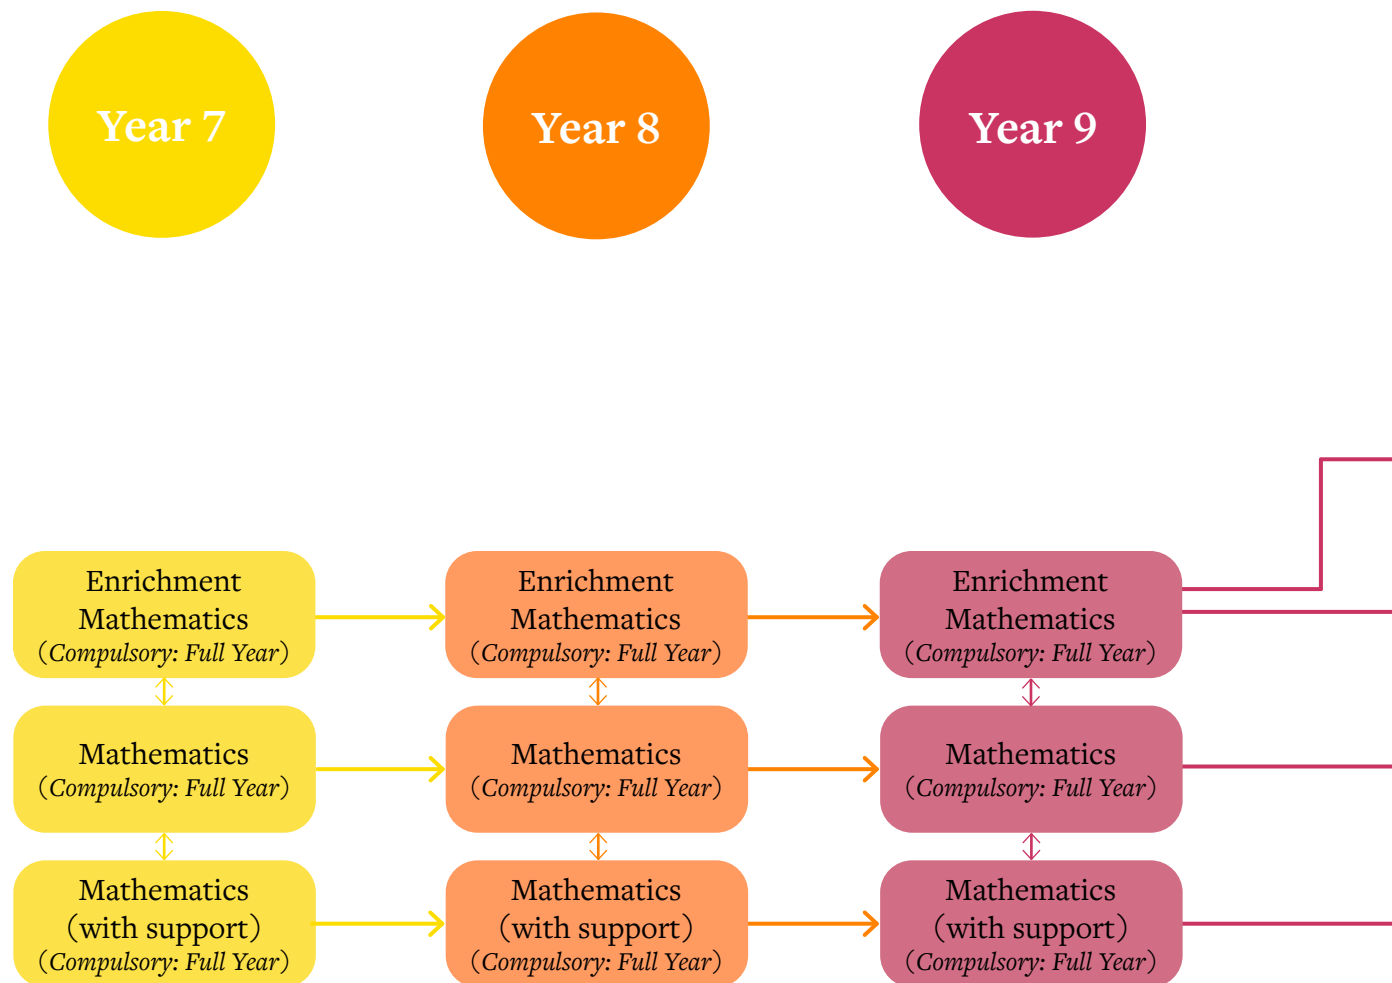 Year 7
Year 8
Year 9
Enrichment
Mathematics
(Compulsory: Full Year)
Enrichment
Mathematics
(Compulsory: Full Year)
Enrichment
Mathematics
(Compulsory: Full Year)
Mathematics
(Compulsory: Full Year)
Mathematics
(Compulsory: Full Year)
Mathematics
(Compulsory: Full Year)
Mathematics
(with support)
(Compulsory: Full Year)
Mathematics
(with support)
(Compulsory: Full Year)
Mathematics
(with support)
(Compulsory: Full Year)